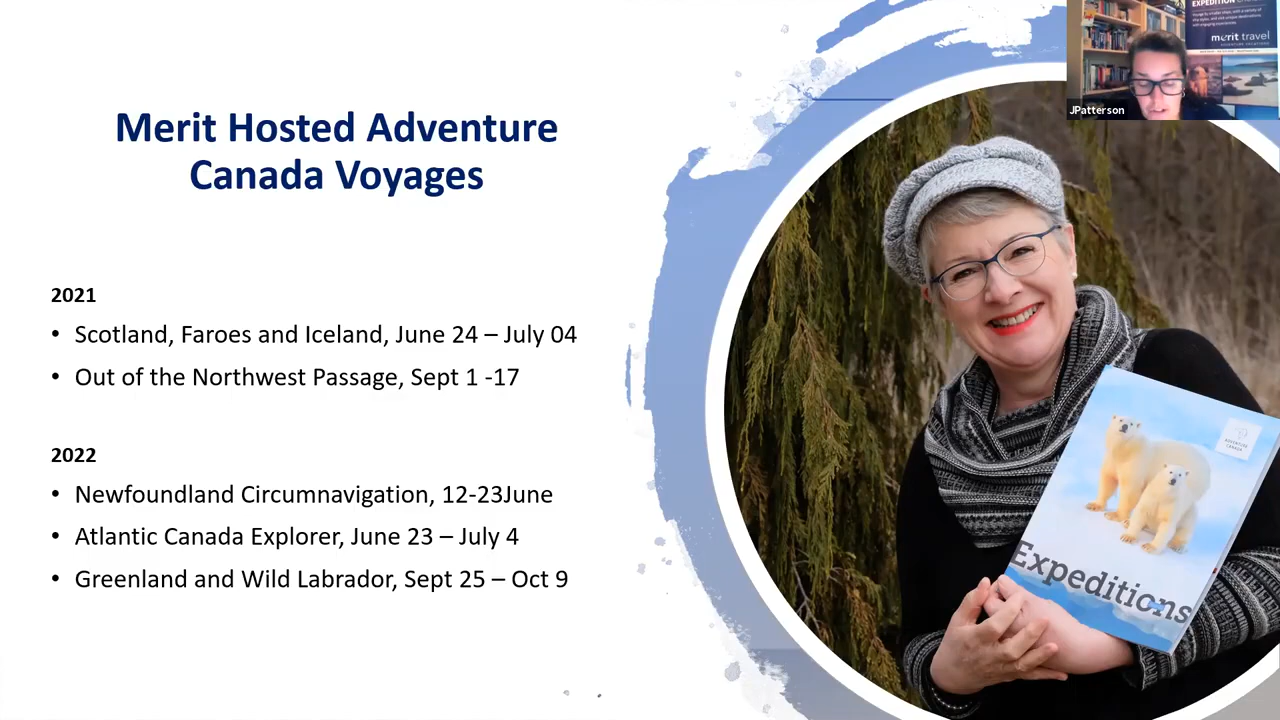 Merit Hosted Adventure
Canada Voyages
2021
• Scotland, Faroes and Iceland, June 24 – July 04
• Out of the Northwest Passage, Sept 1 -17
2022
• Newfoundland Circumnavigation, 12-23June
• Atlantic Canada Explorer, June 23 – July 4
• Greenland and Wild Labrador, Sept 25 – Oct 9
merit travel
JPatterson
ADVENTURE
CANADA
Expeditions